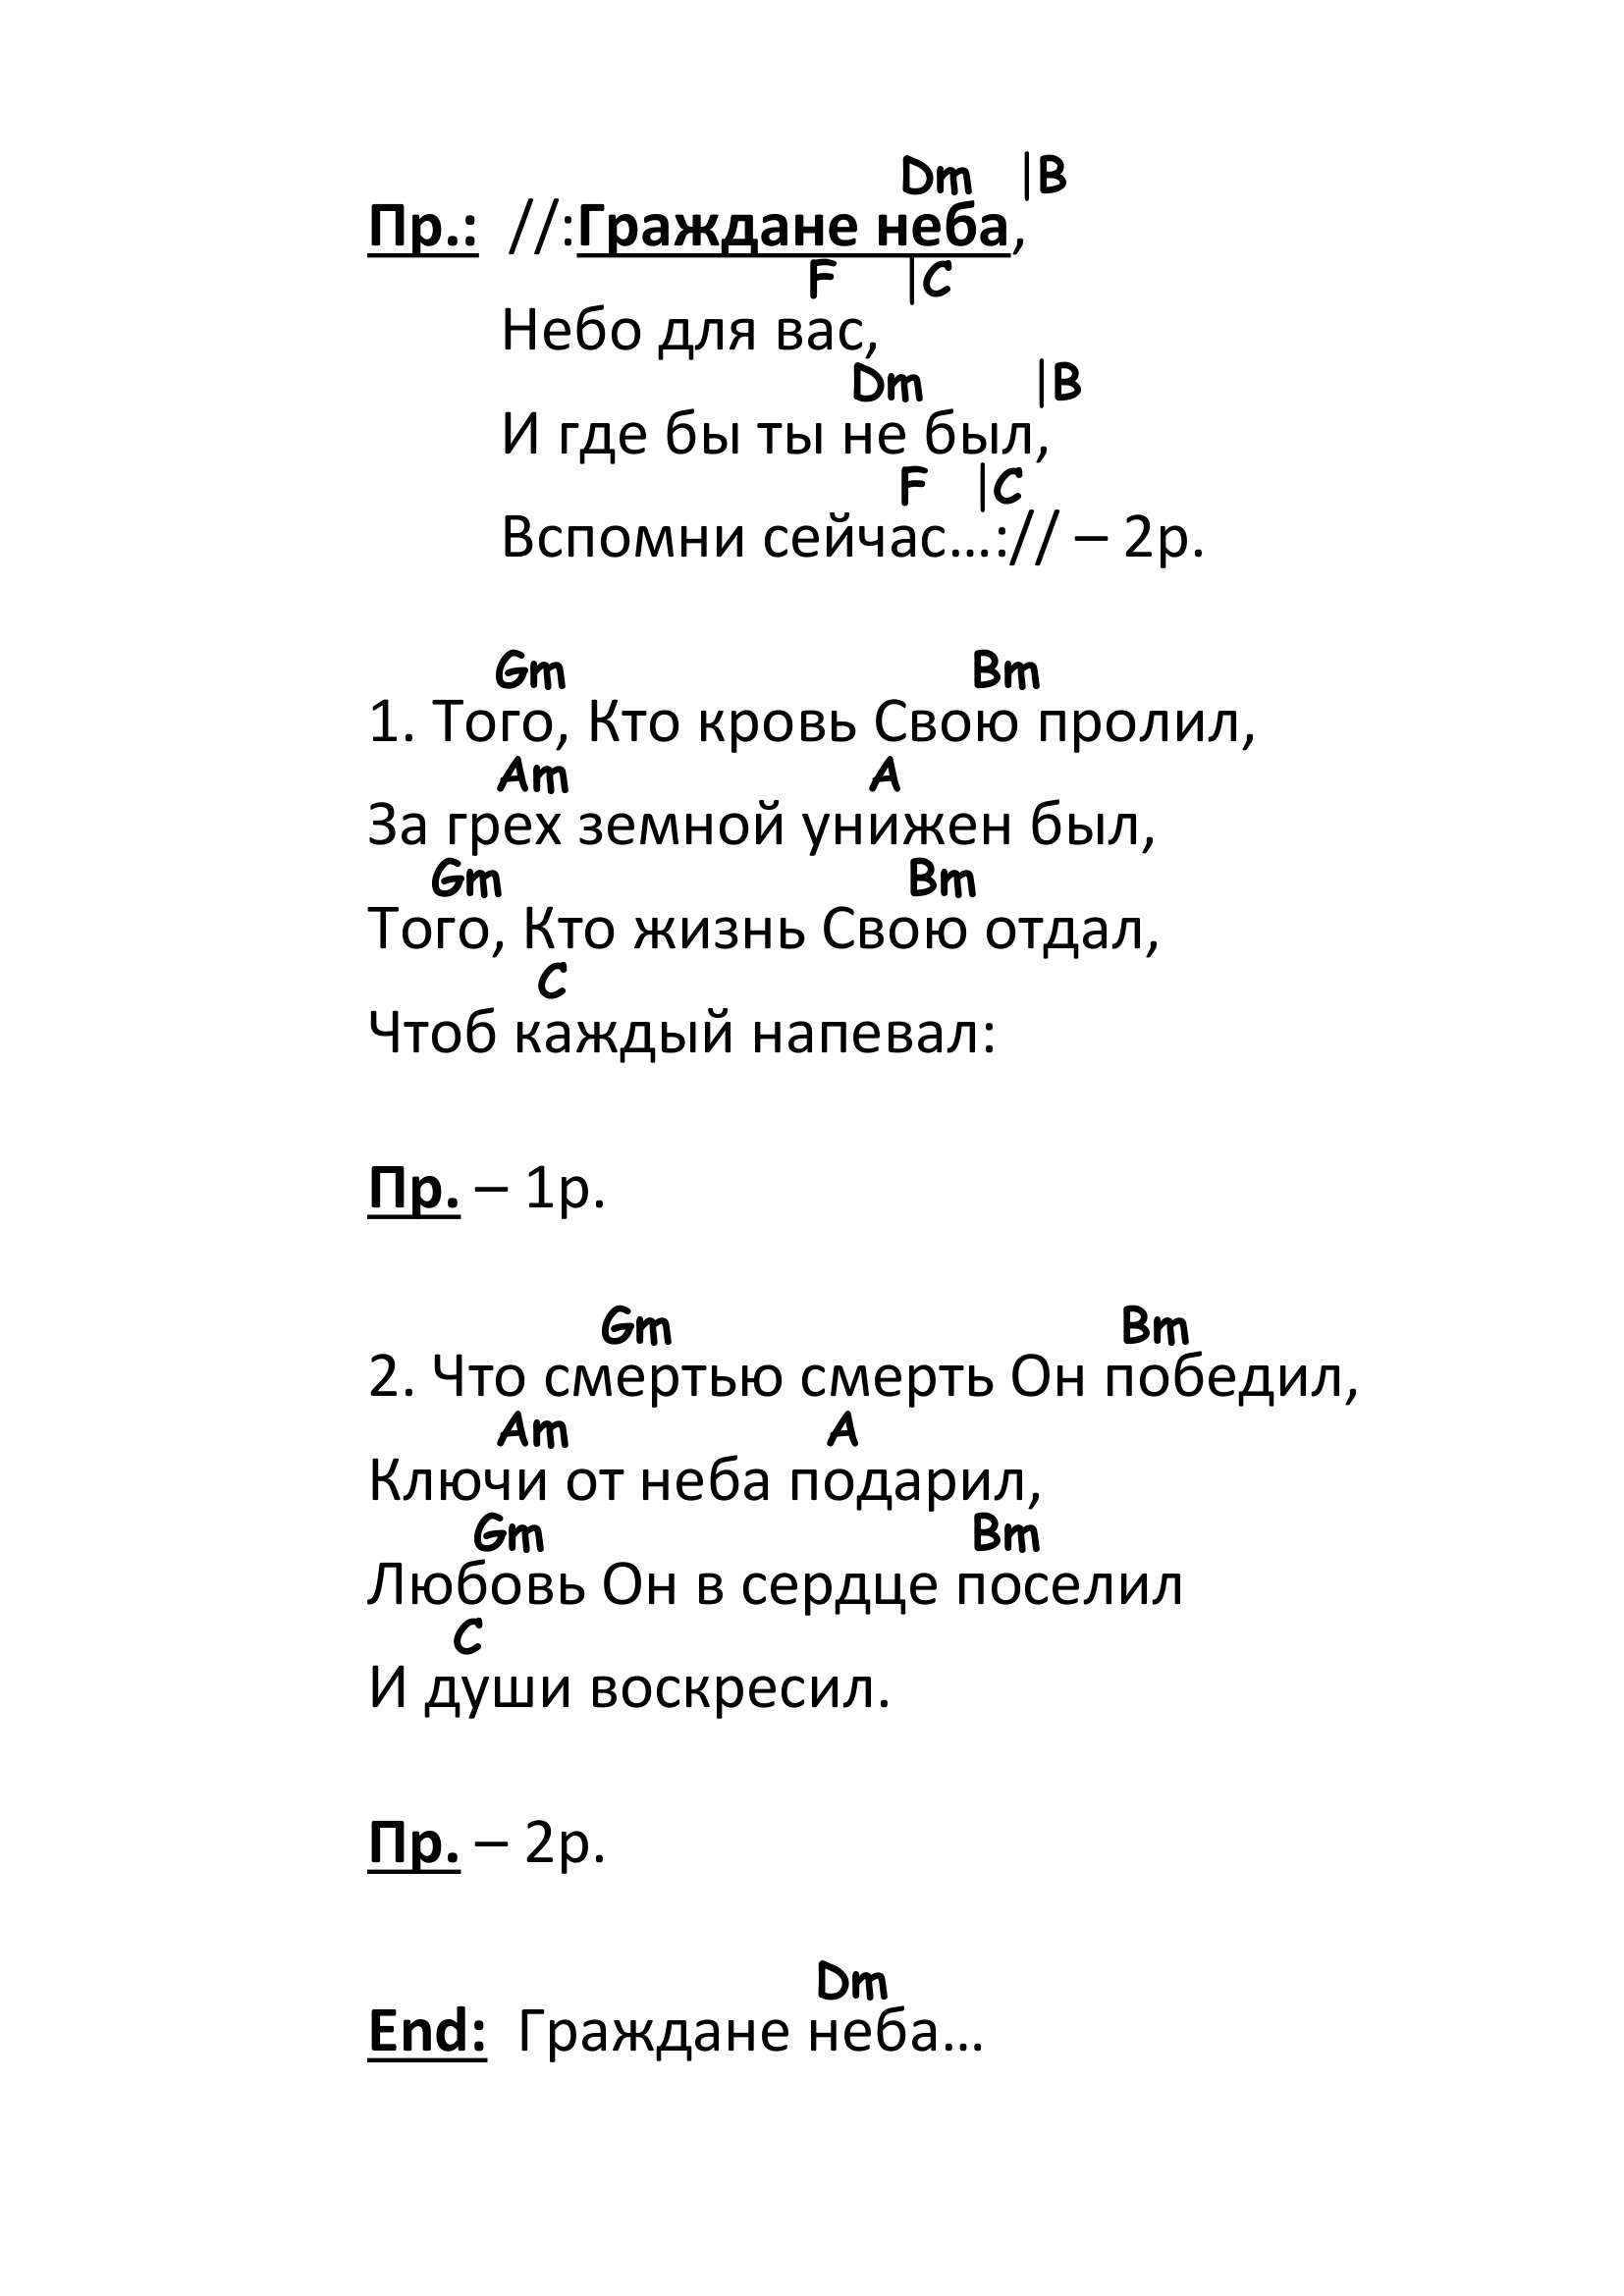 Dm |B
Пр.: //:Граждане неба,
F |C
Небо для вас,
Dm |B
И где бы ты не был,
F |C
Вспомни сейчас...:// – 2р.
Gm Bm
1. Того, Кто кровь Свою пролил,
Am A
За грех земной унижен был,
Gm Bm
Того, Кто жизнь Свою отдал,
C
Чтоб каждый напевал:
Пр. – 1р.
Gm Bm
2. Что смертью смерть Он победил,
Am A
Ключи от неба подарил,
Gm Bm
Любовь Он в сердце поселил
C
И души воскресил.
Пр. – 2р.
Dm
End: Граждане неба...